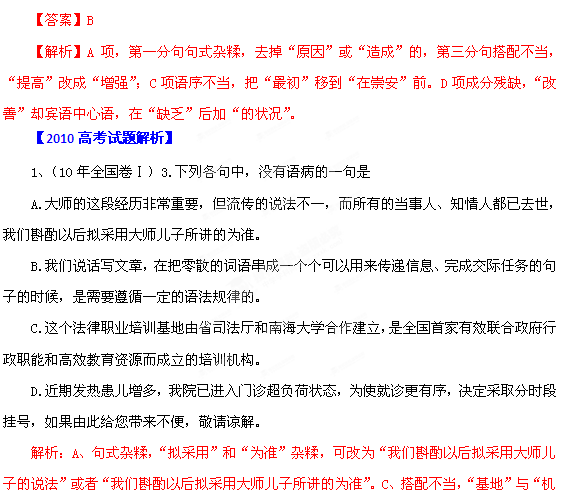 【答案】B
【解析】A 项，第一分句句式杂糅，去掉“原因”或“造成”的，第三分句搭配不当，
“提高”改成“增强”；C 项语序不当，把“最初”移到“在崇安”前。D 项成分残缺，“改
善”却宾语中心语，在“缺乏”后加“的状况”。
【2010 高考试题解析】
1、（10 年全国卷Ⅰ）3.下列各句中，没有语病的一句是
A.大师的这段经历非常重要，但流传的说法不一，而所有的当事人、知情人都已去世，
我们斟酌以后拟采用大师儿子所讲的为准。
B.我们说话写文章，在把零散的词语串成一个个可以用来传递信息、完成交际任务的句
子的时候，是需要遵循一定的语法规律的。
C.这个法律职业培训基地由省司法厅和南海大学合作建立，是全国首家有效联合政府行
政职能和高效教育资源而成立的培训机构。
D.近期发热患儿增多，我院已进入门诊超负荷状态，为使就诊更有序，决定采取分时段
挂号，如果由此给您带来不便，敬请谅解。
解析：A、句式杂糅，“拟采用”和“为准”杂糅，可改为“我们斟酌以后拟采用大师儿
子的说法”或者“我们斟酌以后拟采用大师儿子所讲的为准”。C、搭配不当，“基地”与“机